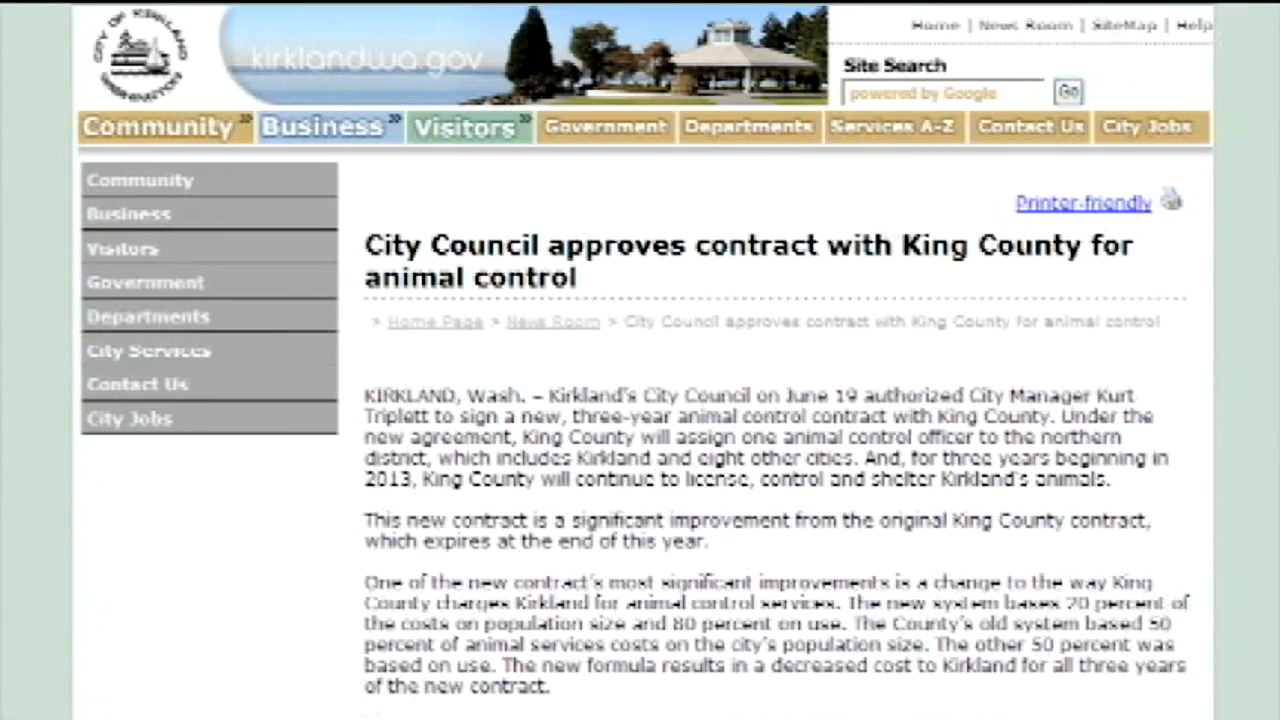 CITY OF KIRKLAND
WASHINGTON
kirklandwa.gov
Home | News Room | SiteMap | Help
Site Search
powered by Google
Go
Community » Business » Visitors » Government Departments Services A-Z Contact Us City Jobs
Community
Business
Visitors
Government
Departments
City Services
Contact Us
City Jobs
Printer-friendly
City Council approves contract with King County for
animal control
> Home Page > News Room > City Council approves contract with King County for animal control
KIRKLAND, Wash. – Kirkland's City Council on June 19 authorized City Manager Kurt
Triplett to sign a new, three-year animal control contract with King County. Under the
new agreement, King County will assign one animal control officer to the northern
district, which includes Kirkland and eight other cities. And, for three years beginning in
2013, King County will continue to license, control and shelter Kirkland's animals.
This new contract is a significant improvement from the original King County contract,
which expires at the end of this year.
One of the new contract's most significant improvements is a change to the way King
County charges Kirkland for animal control services. The new system bases 20 percent of
the costs on population size and 80 percent on use. The County's old system based 50
percent of animal services costs on the city's population size. The other 50 percent was
based on use. The new formula results in a decreased cost to Kirkland for all three years
of the new contract.